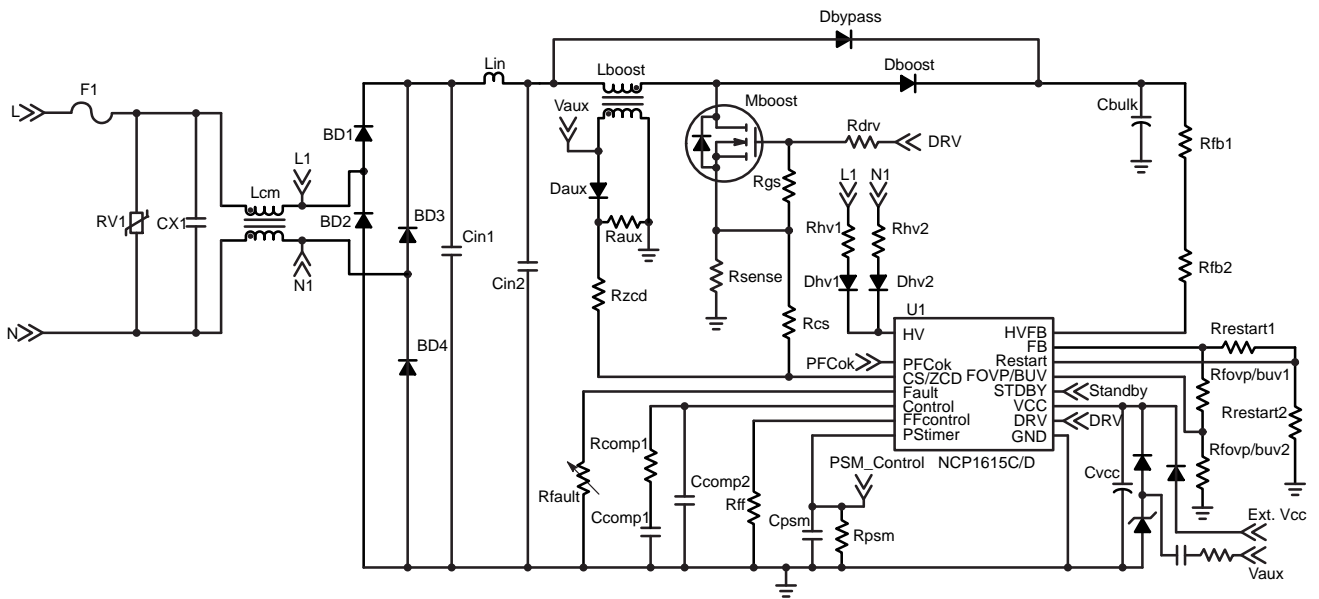 Dbypass
F1
Lin
Lboost
Dboost
Mboost
Vaux
Cbulk
L
BD1
Rdrv
DRV
Rfb1
L1
Lcm
Daux
Rgs
L1
N1
RV1
CX1
BD2
BD3
Cin1
Raux
Rhv1
Rhv2
N1
Cin2
Rzcd
Rsense
Dhv1
Dhv2
Rfb2
N
Rcs
U1
HV
HVFB
Rrestart1
BD4
FB
PFCok
PFCok
Restart
CS/ZCD
FOVP/BUV
Rfovp/buv1
Fault
STDBY
Standby
Control
VCC
Rrestart2
FFcontrol
DRV
DRV
PStimer
GND
Rcomp1
Rfovp/buv2
PSM_Control
NCP1615C/D
Rfault
Ccomp2
Rff
Cvcc
Ccomp1
Cpsm
Rpsm
Ext. Vcc
Vaux